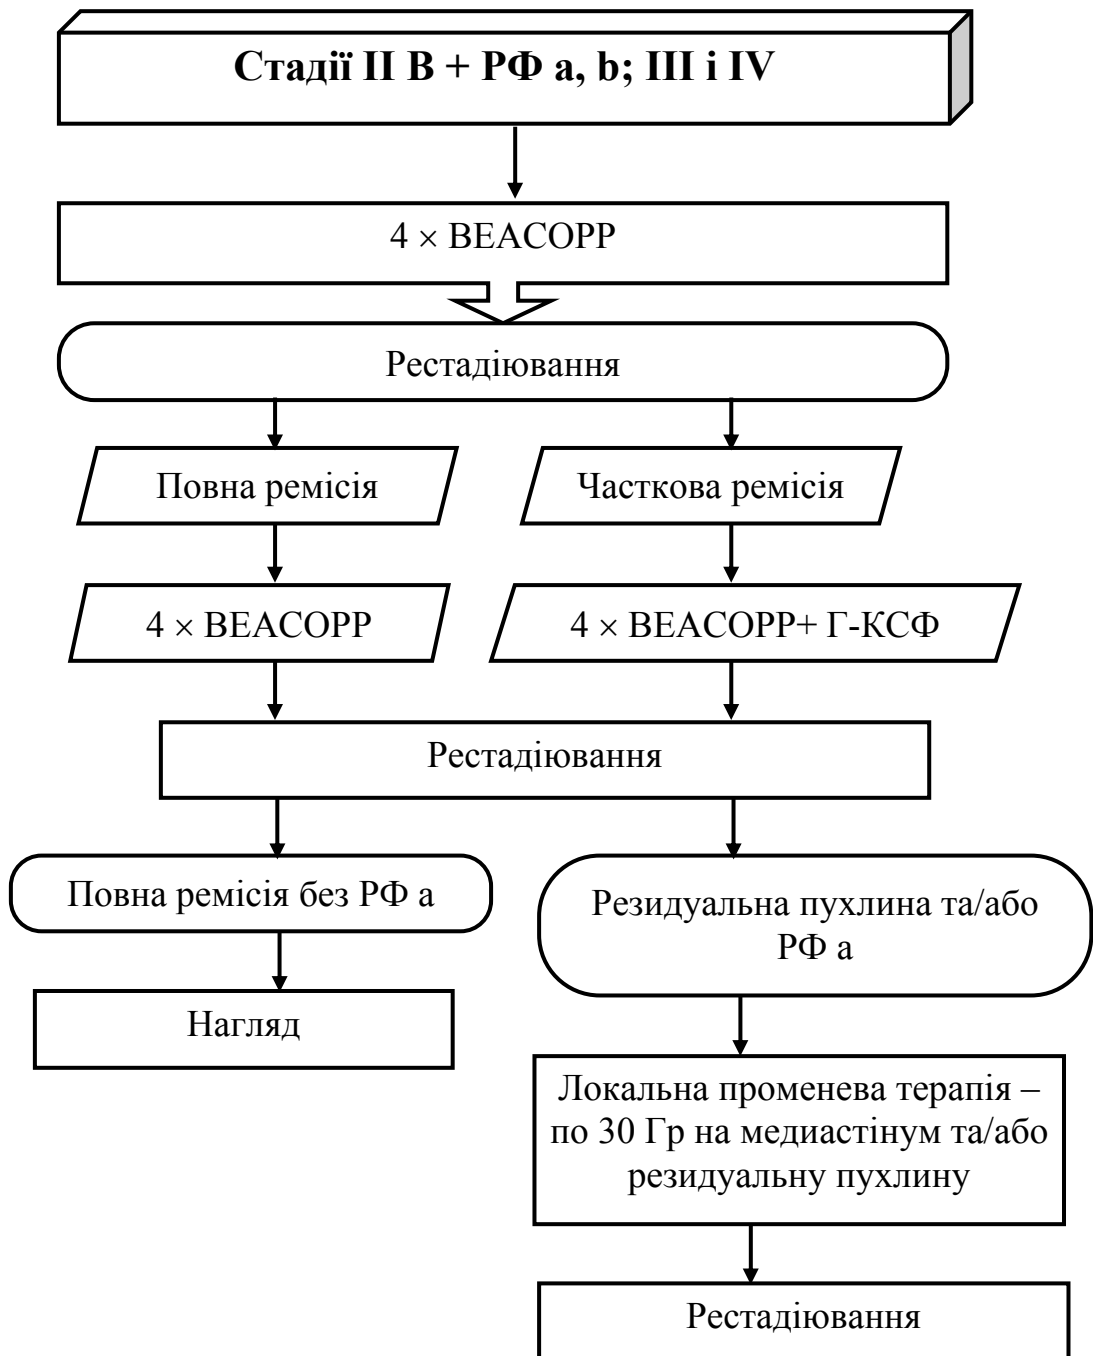 Стадії ІІ В + РФ a, b; ІІІ і IV
4 × BEACOPP
Рестадіювання
Повна ремісія
Часткова ремісія
4 × BEACOPP
4 × BEACOPP+ Г-КСФ
Рестадіювання
Повна ремісія без РФ a
Резидуальна пухлина та/або
РФ a
Нагляд
Локальна променева терапія –
по 30 Гр на медиастінум та/або
резидуальну пухлину
Рестадіювання